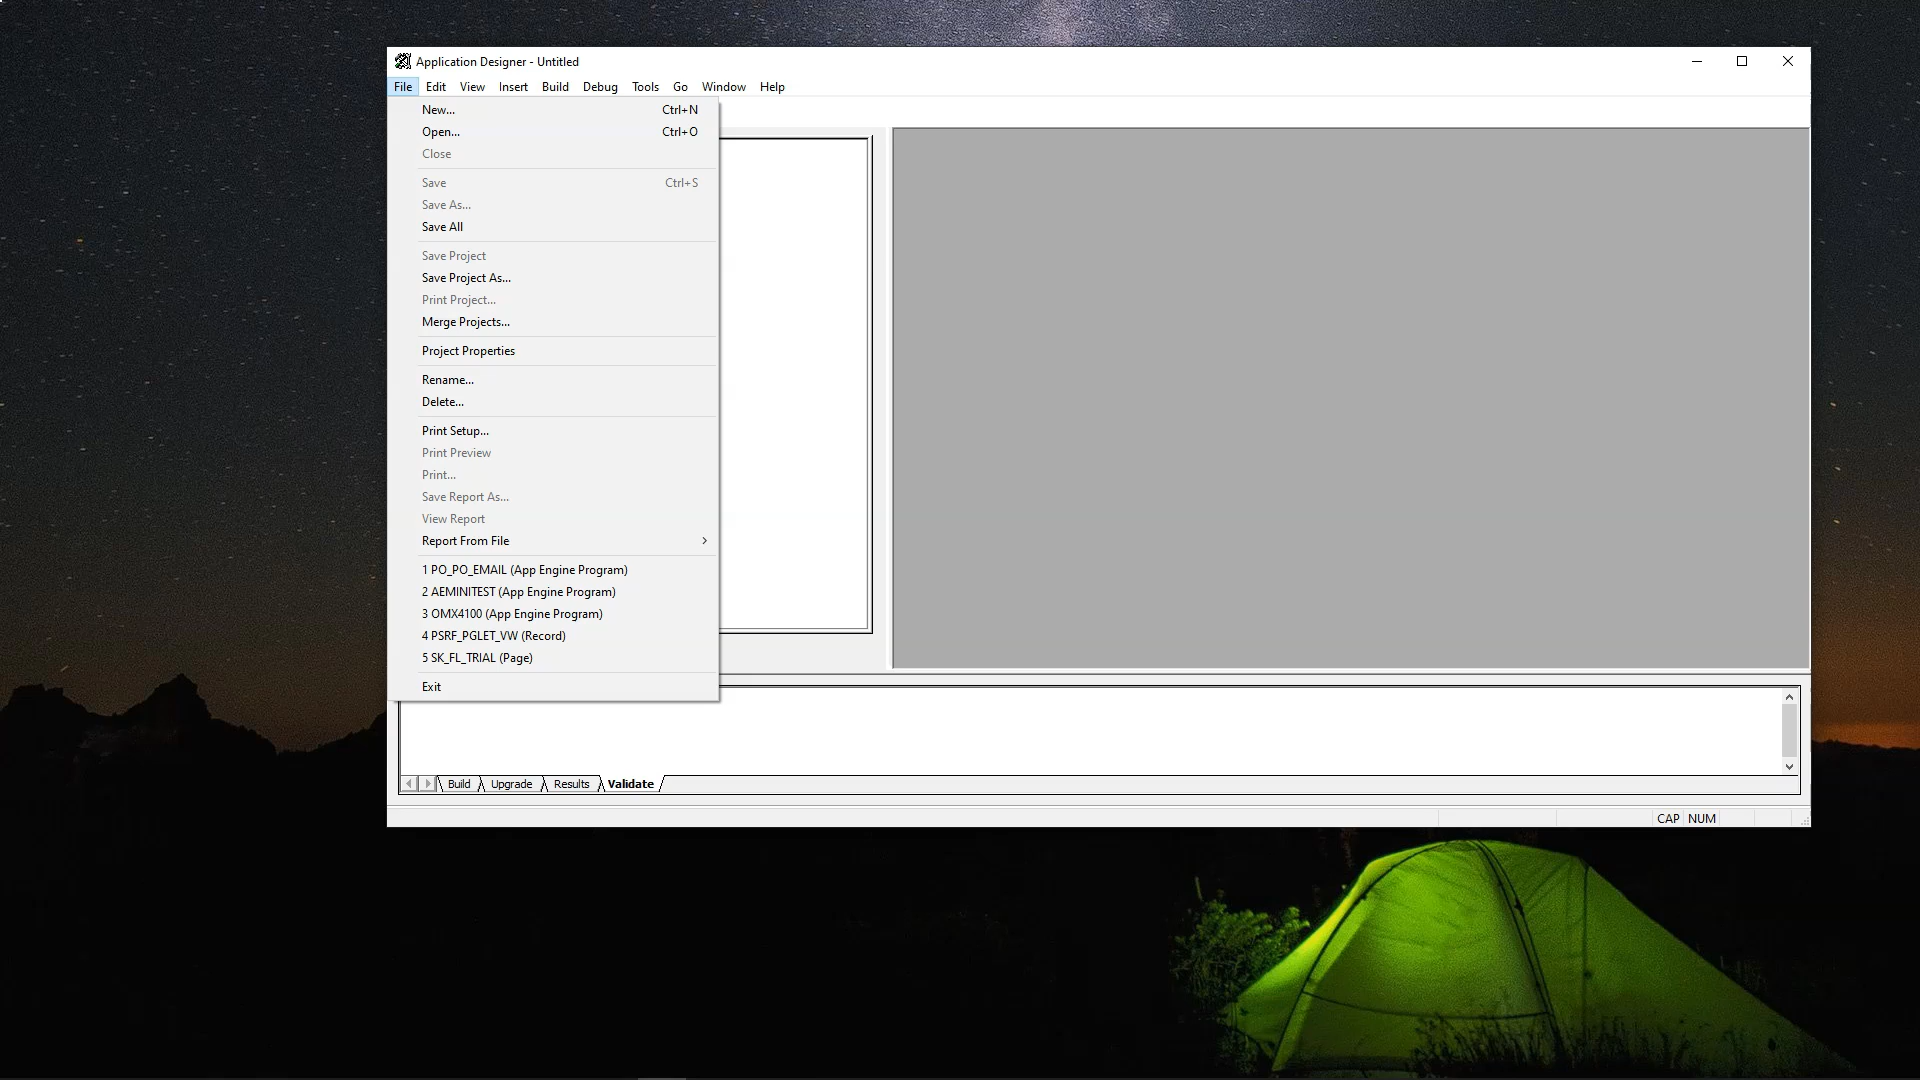 Application Designer - Untitled
File Edit View Insert Build Debug Tools Go Window Help
New... Ctrl+N
Open... Ctrl+O
Close
Save Ctrl+S
Save As...
Save All
Save Project
Save Project As...
Print Project...
Merge Projects...
Project Properties
Rename...
Delete...
Print Setup...
Print Preview
Print...
Save Report As...
View Report
Report From File
1 PO_PO_EMAIL (App Engine Program)
2 AEMINITEST (App Engine Program)
3 OMX4100 (App Engine Program)
4 PSRF_PGLET_VW (Record)
5 SK_FL_TRIAL (Page)
Exit
Build Upgrade Results Validate
CAP NUM